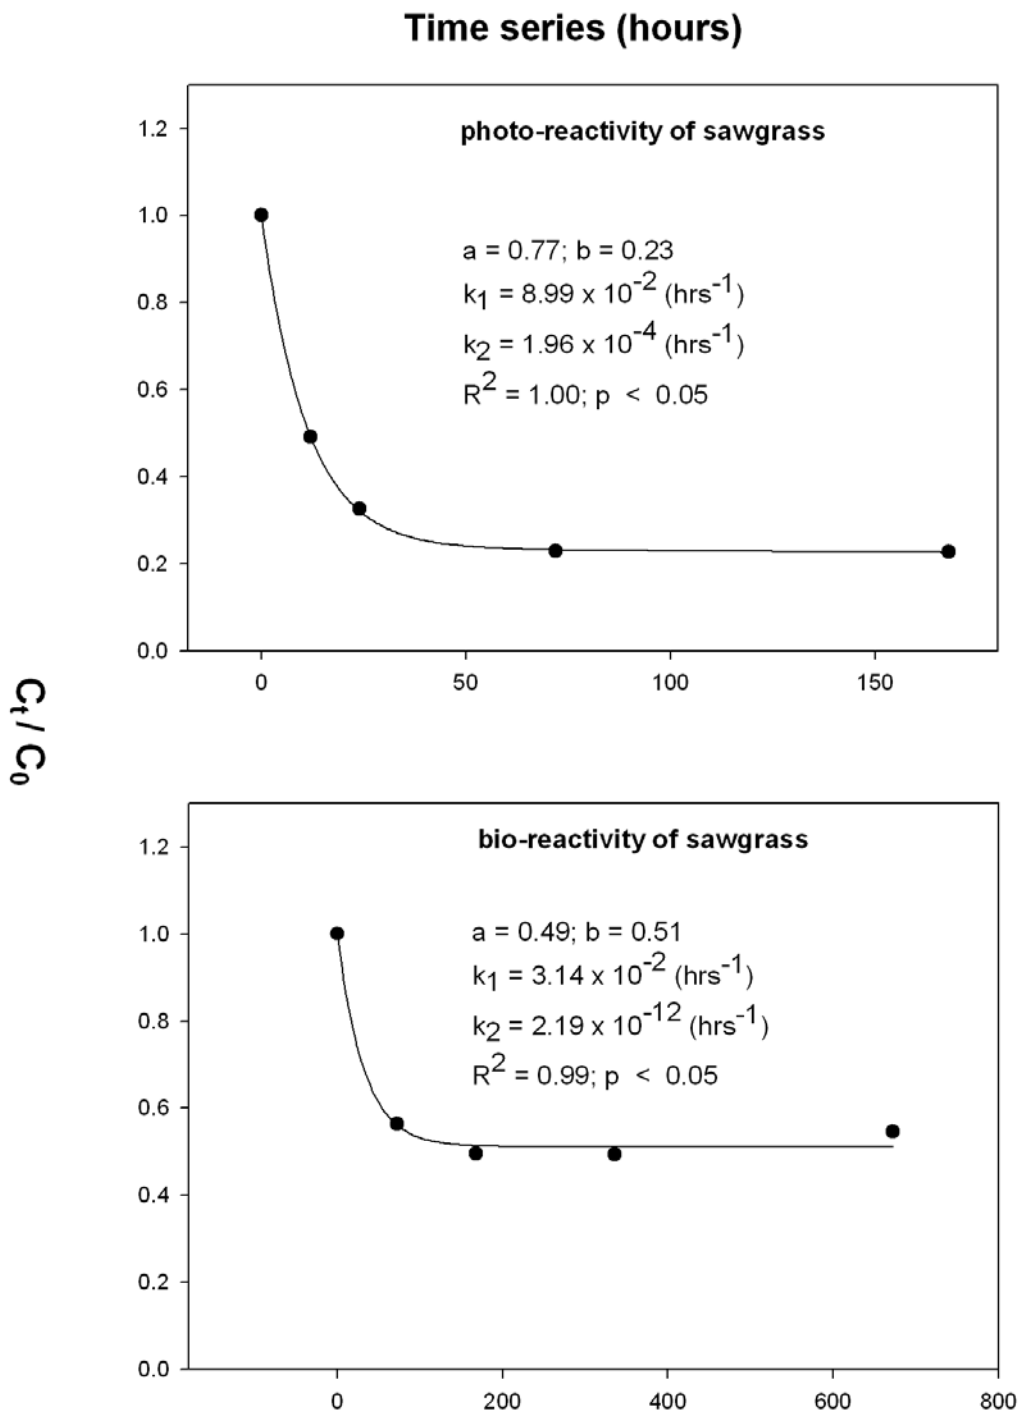 Time series (hours)
photo-reactivity of sawgrass
a = 0.77; b = 0.23
k1 = 8.99 x 10-2 (hrs-1)
k2 = 1.96 x 10-4 (hrs-1)
R2 = 1.00; p < 0.05
1.2
1.0
0.8
0.6
0.4
0.2
0.0
0 50 100 150
Ct / C0
bio-reactivity of sawgrass
a = 0.49; b = 0.51
k1 = 3.14 x 10-2 (hrs-1)
k2 = 2.19 x 10-12 (hrs-1)
R2 = 0.99; p < 0.05
1.2
1.0
0.8
0.6
0.4
0.2
0.0
0 200 400 600 800